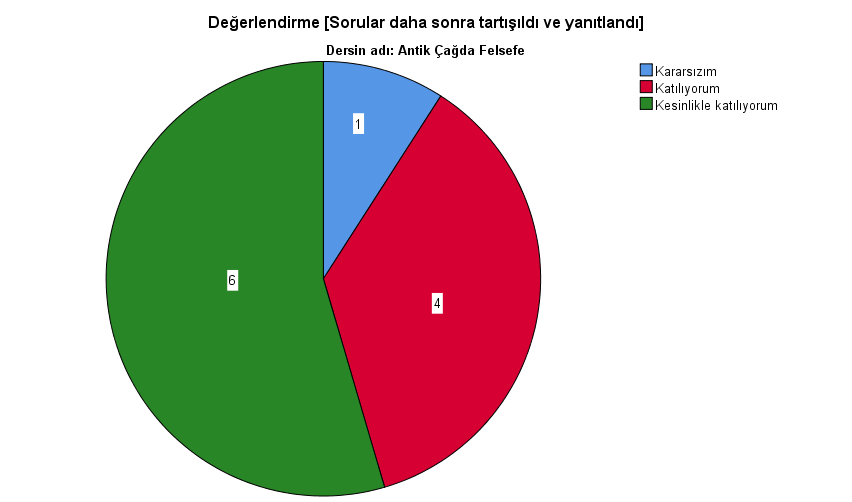 Değerlendirme [Sorular daha sonra tartışıldı ve yanıtlandı]
Dersin adı: Antik Çağda Felsefe
Kararsızım
Katılıyorum
Kesinlikle katılıyorum
1
6
4